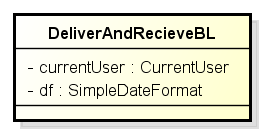 DeliverAndRecieveBL
- currentUser : CurrentUser
- df : SimpleDateFormat